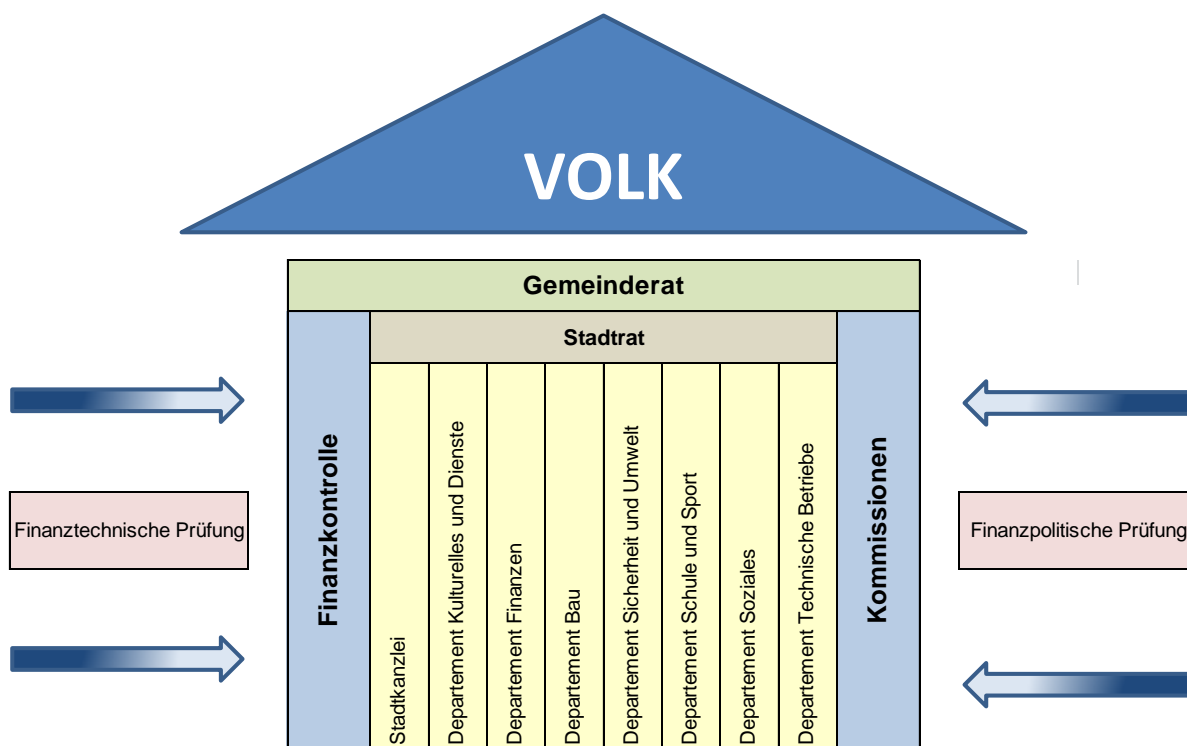 VOLK
Gemeinderat
Stadtrat
Finanztechnische Prüfung
Finanzkontrolle
Stadtkanzlei
Departement Kulturelles und Dienste
Departement Finanzen
Departement Bau
Departement Sicherheit und Umwelt
Departement Schule und Sport
Departement Soziales
Departement Technische Betriebe
Kommissionen
Finanzpolitische Prüfung